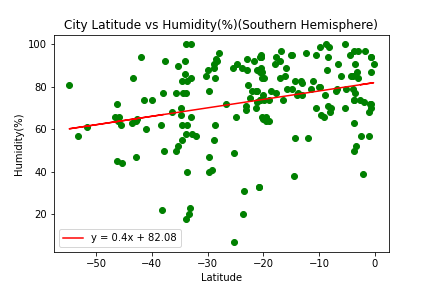 City Latitude vs Humidity(%)(Southern Hemisphere)
Humidity(%)
100
80
60
40
20
y = 0.4x + 82.08
−50
−40
−30
−20
−10
0
Latitude